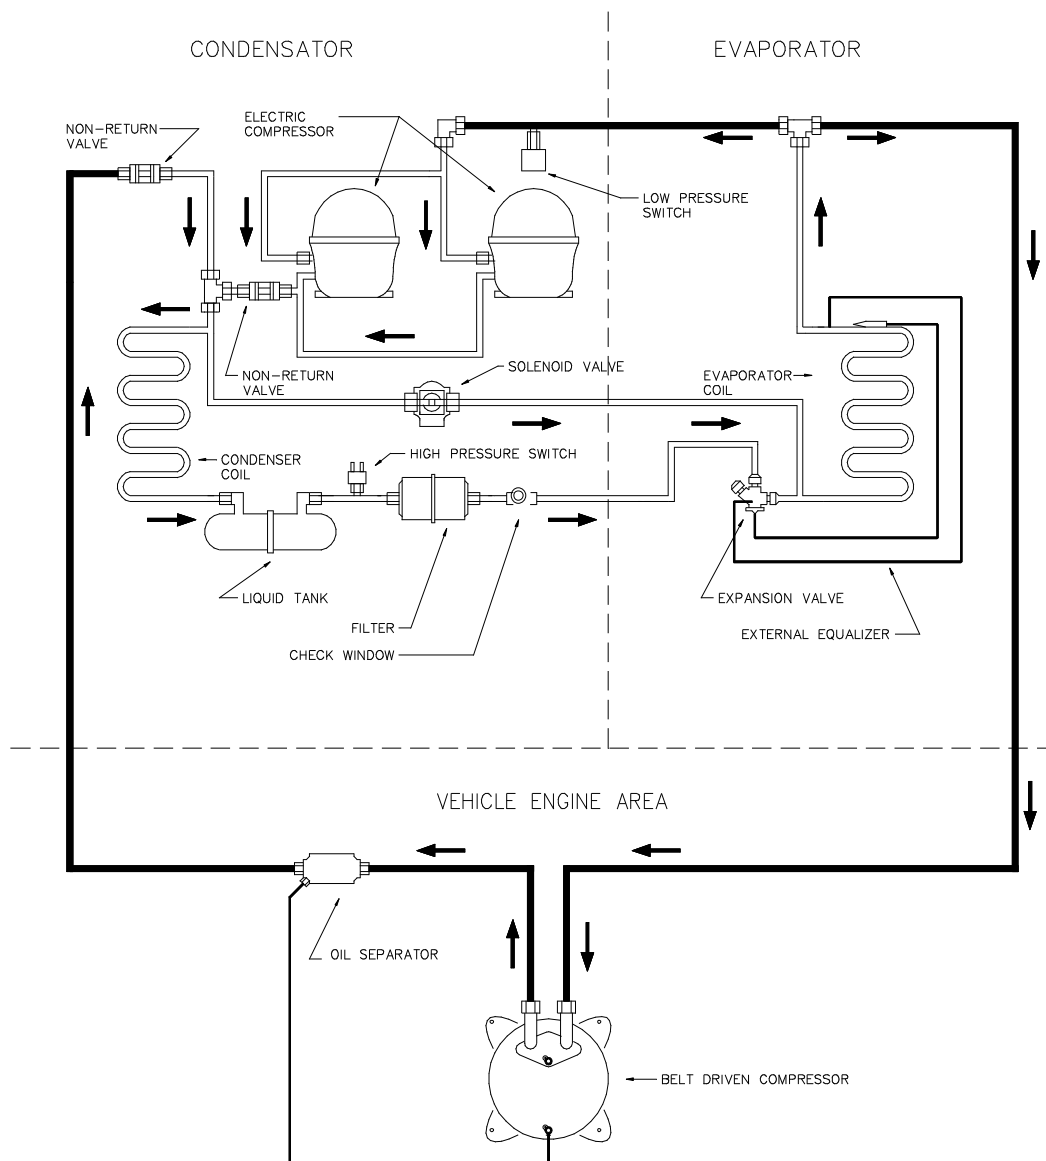 CONDENSATOR
EVAPORATOR
NON-RETURN
VALVE
ELECTRIC
COMPRESSOR
LOW PRESSURE
SWITCH
NON-RETURN
VALVE
SOLENOID VALVE
EVAPORATOR
COIL
CONDENSER
COIL
HIGH PRESSURE SWITCH
LIQUID TANK
EXPANSION VALVE
FILTER
EXTERNAL EQUALIZER
CHECK WINDOW
VEHICLE ENGINE AREA
OIL SEPARATOR
BELT DRIVEN COMPRESSOR